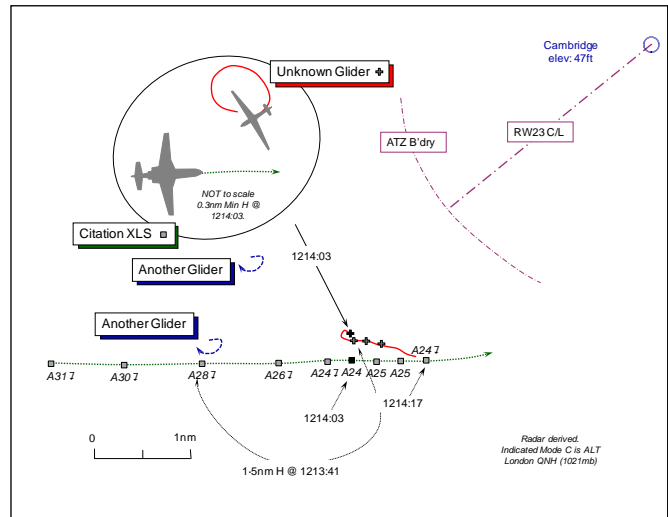 Cambridge
elev: 47ft
Unknown Glider
RW23 C/L
ATZ B'dry
NOT to scale
0.3nm Min H @
1214:03.
Citation XLS
1214:03
Another Glider
Another Glider
A24
A31
A30
A28
A26
A24
A24
A25
A25
1214:03
1214:17
0
1nm
1·5nm H @ 1213:41
Radar derived.
Indicated Mode C is ALT
London QNH (1021mb)